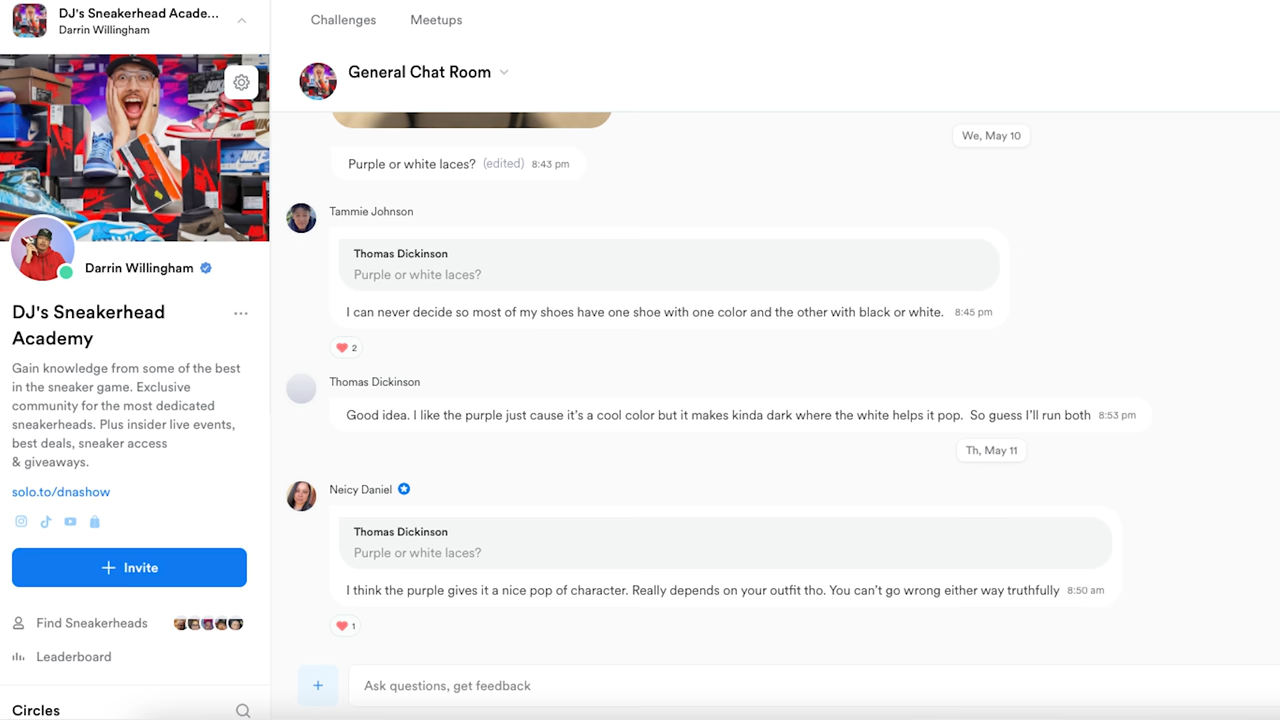 DJ's Sneakerhead Acade...
Darrin Willingham
Darrin Willingham
DJ's Sneakerhead
Academy
Gain knowledge from some of the best
in the sneaker game. Exclusive
community for the most dedicated
sneakerheads. Plus insider live events,
best deals, sneaker access
& giveaways.
solo.to/dnashow
Invite
Find Sneakerheads
Leaderboard
Circles
Challenges
Meetups
General Chat Room
We, May 10
Purple or white laces? (edited) 8:43 pm
Tammie Johnson
Thomas Dickinson
Purple or white laces?
I can never decide so most of my shoes have one shoe with one color and the other with black or white. 8:45 pm
2
Thomas Dickinson
Good idea. I like the purple just cause it's a cool color but it makes kinda dark where the white helps it pop. So guess I'll run both 8:53 pm
Th, May 11
Neicy Daniel
Thomas Dickinson
Purple or white laces?
I think the purple gives it a nice pop of character. Really depends on your outfit tho. You can't go wrong either way truthfully 8:50 am
1
Ask questions, get feedback